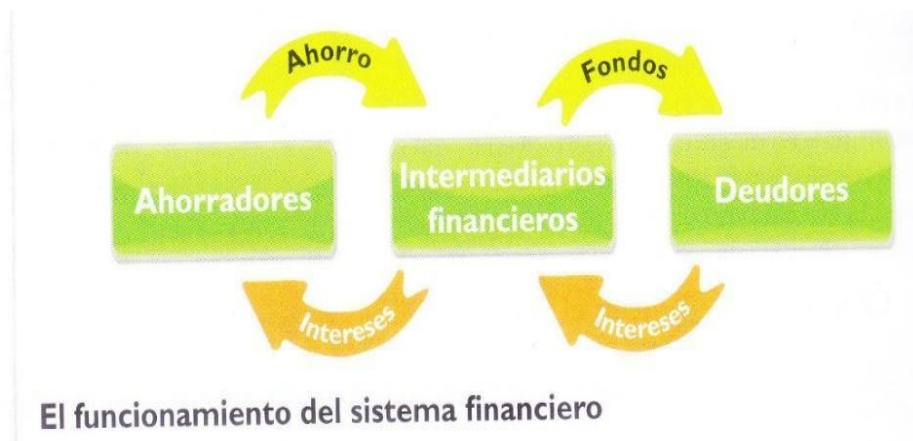 Ahorro
Fondos
Ahorradores
Intermediarios
financieros
Deudores
Intereses
Intereses
El funcionamiento del sistema financiero